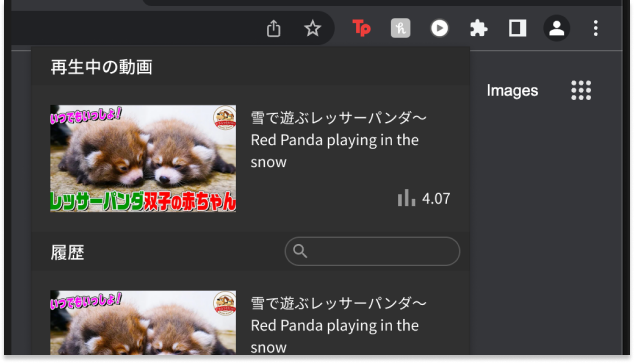 Tp
h
再生中の動画
Images
いつでもいっしょ!
レッサーパンダ双子の赤ちゃん
雪で遊ぶレッサーパンダ～
Red Panda playing in the
snow
4.07
履歴
いつでもいっしょ!
雪で遊ぶレッサーパンダ～
Red Panda playing in the
snow